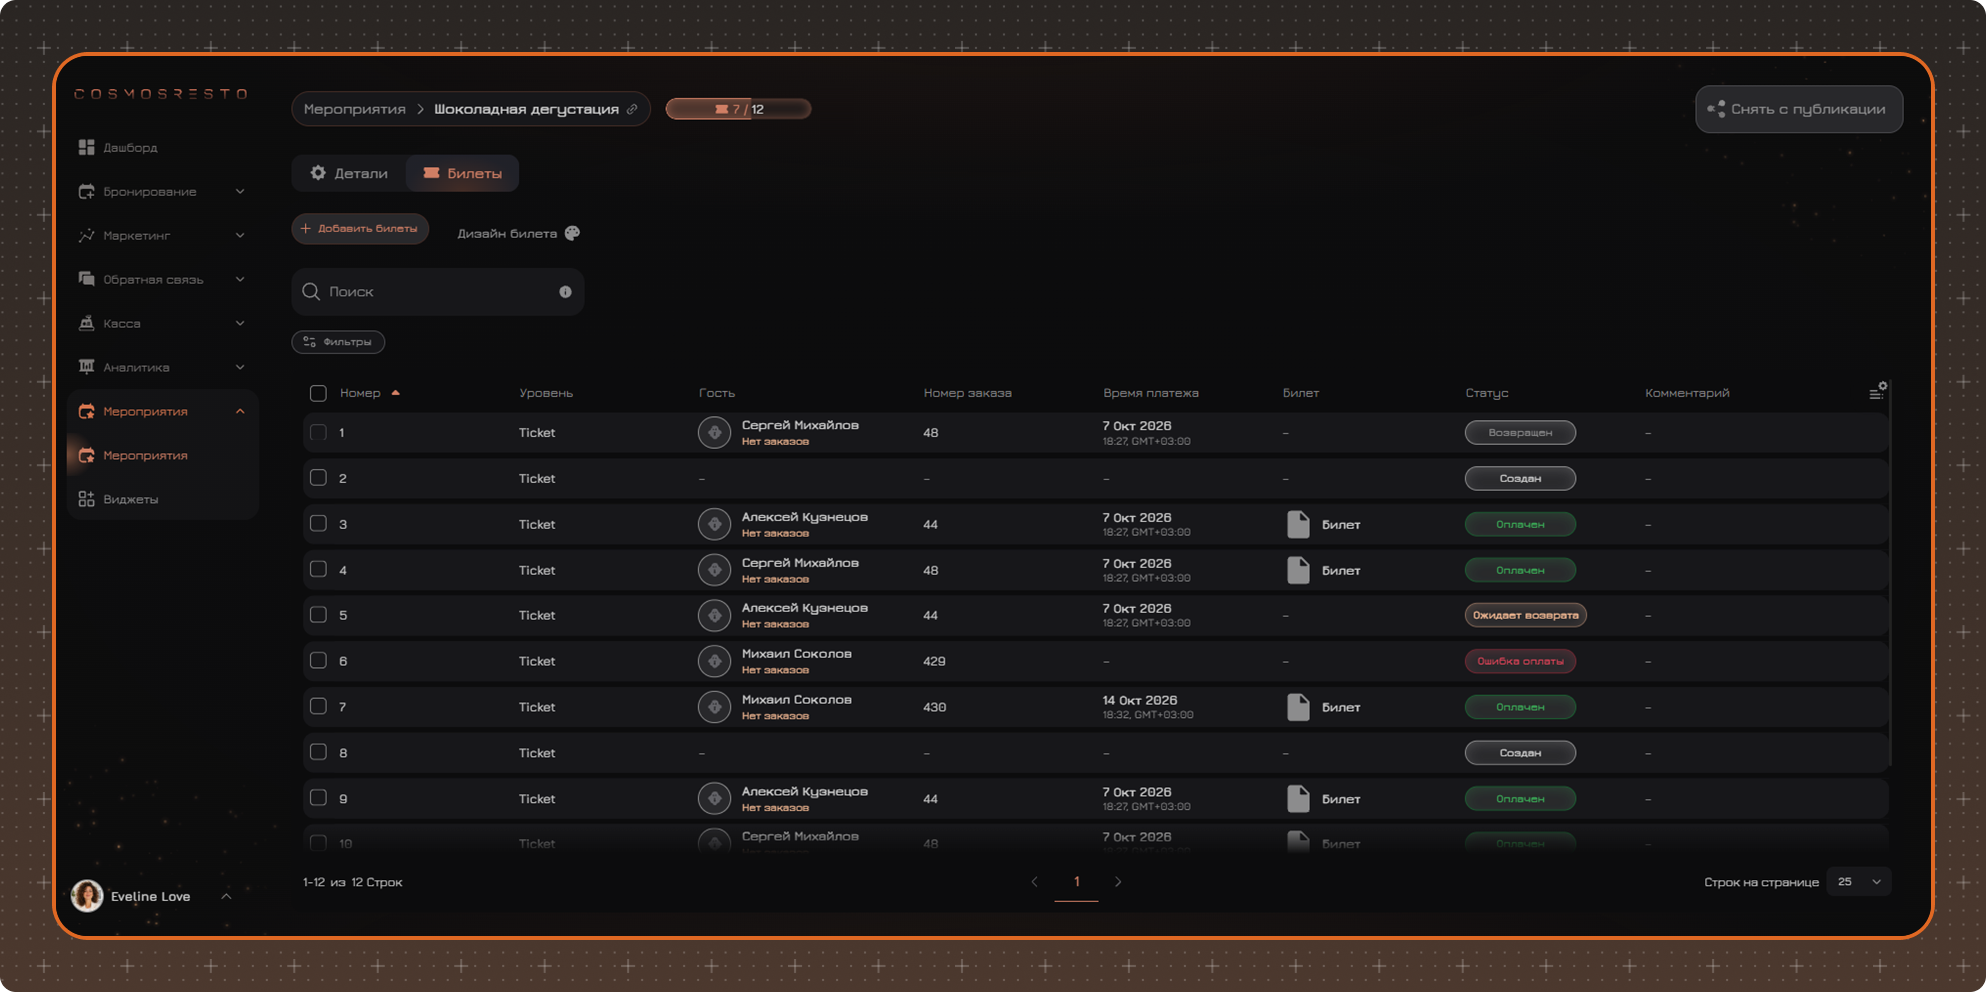 COSMOSRESTO
Мероприятия > Шоколадная дегустация
7 / 12
Снять с публикации
Дашборд
Бронирование
Маркетинг
Обратная связь
Касса
Аналитика
Мероприятия
Мероприятия
Виджеты
Eveline Love
Детали
Билеты
+ Добавить билеты
Дизайн билета
Поиск
Фильтры
Номер Уровень Гость Номер заказа Время платежа Билет Статус Комментарий
1 Ticket Сергей Михайлов 48 7 Окт 2026 – Возвращен –
Нет заказов 18:27, GMT+03:00
2 Ticket – – – – Создан –
3 Ticket Алексей Кузнецов 44 7 Окт 2026 Билет Оплачен –
Нет заказов 18:27, GMT+03:00
4 Ticket Сергей Михайлов 48 7 Окт 2026 Билет Оплачен –
Нет заказов 18:27, GMT+03:00
5 Ticket Алексей Кузнецов 44 7 Окт 2026 – Ожидает возврата –
Нет заказов 18:27, GMT+03:00
6 Ticket Михаил Соколов 429 – – Ошибка оплаты –
Нет заказов
7 Ticket Михаил Соколов 430 14 Окт 2026 Билет Оплачен –
Нет заказов 18:32, GMT+03:00
8 Ticket – – – – Создан –
9 Ticket Алексей Кузнецов 44 7 Окт 2026 Билет Оплачен –
Нет заказов 18:27, GMT+03:00
10 Ticket Сергей Михайлов 48 7 Окт 2026 Билет Оплачен –
1-12 из 12 Строк
1
Строк на странице 25